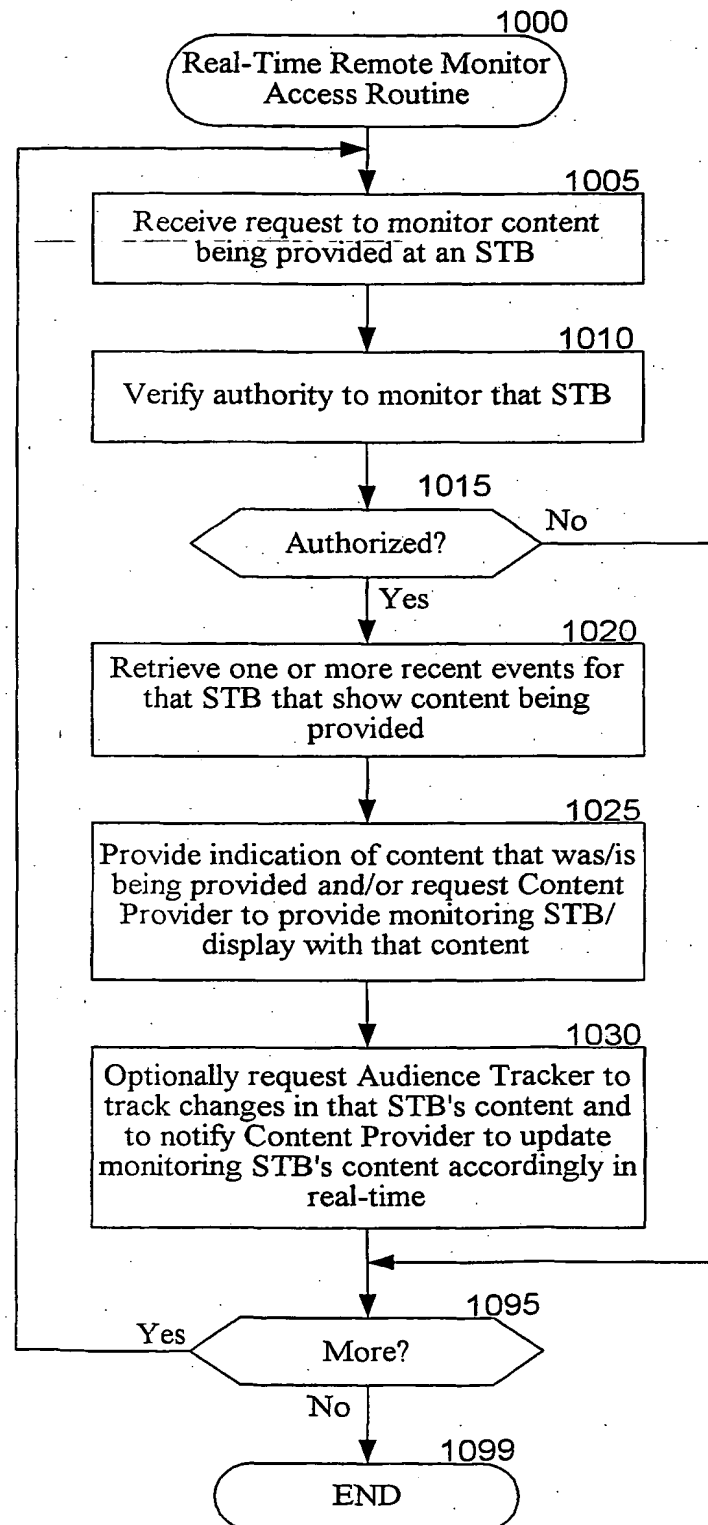 1000
Real-Time Remote Monitor
Access Routine
1005
Receive request to monitor content
being provided at an STB
1010
Verify authority to monitor that STB
1015
Authorized?
No
Yes
1020
Retrieve one or more recent events for
that STB that show content being
provided
1025
Provide indication of content that was/is
being provided and/or request Content
Provider to provide monitoring STB/
display with that content
1030
Optionally request Audience Tracker to
track changes in that STB's content and
to notify Content Provider to update
monitoring STB's content accordingly in
real-time
1095
Yes
More?
No
1099
END